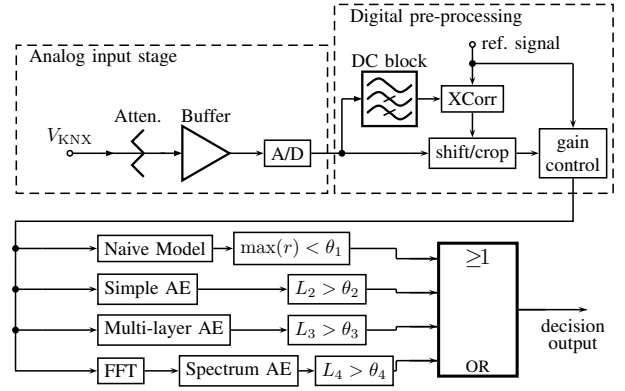 Digital pre-processing
ref. signal
Analog input stage
DC block
Atten.
Buffer
XCorr
V_KNX
A/D
shift/crop
gain
control
Naive Model
max(r) < θ₁
≥1
Simple AE
L₂ > θ₂
Multi-layer AE
L₃ > θ₃
decision
output
FFT
Spectrum AE
L₄ > θ₄
OR